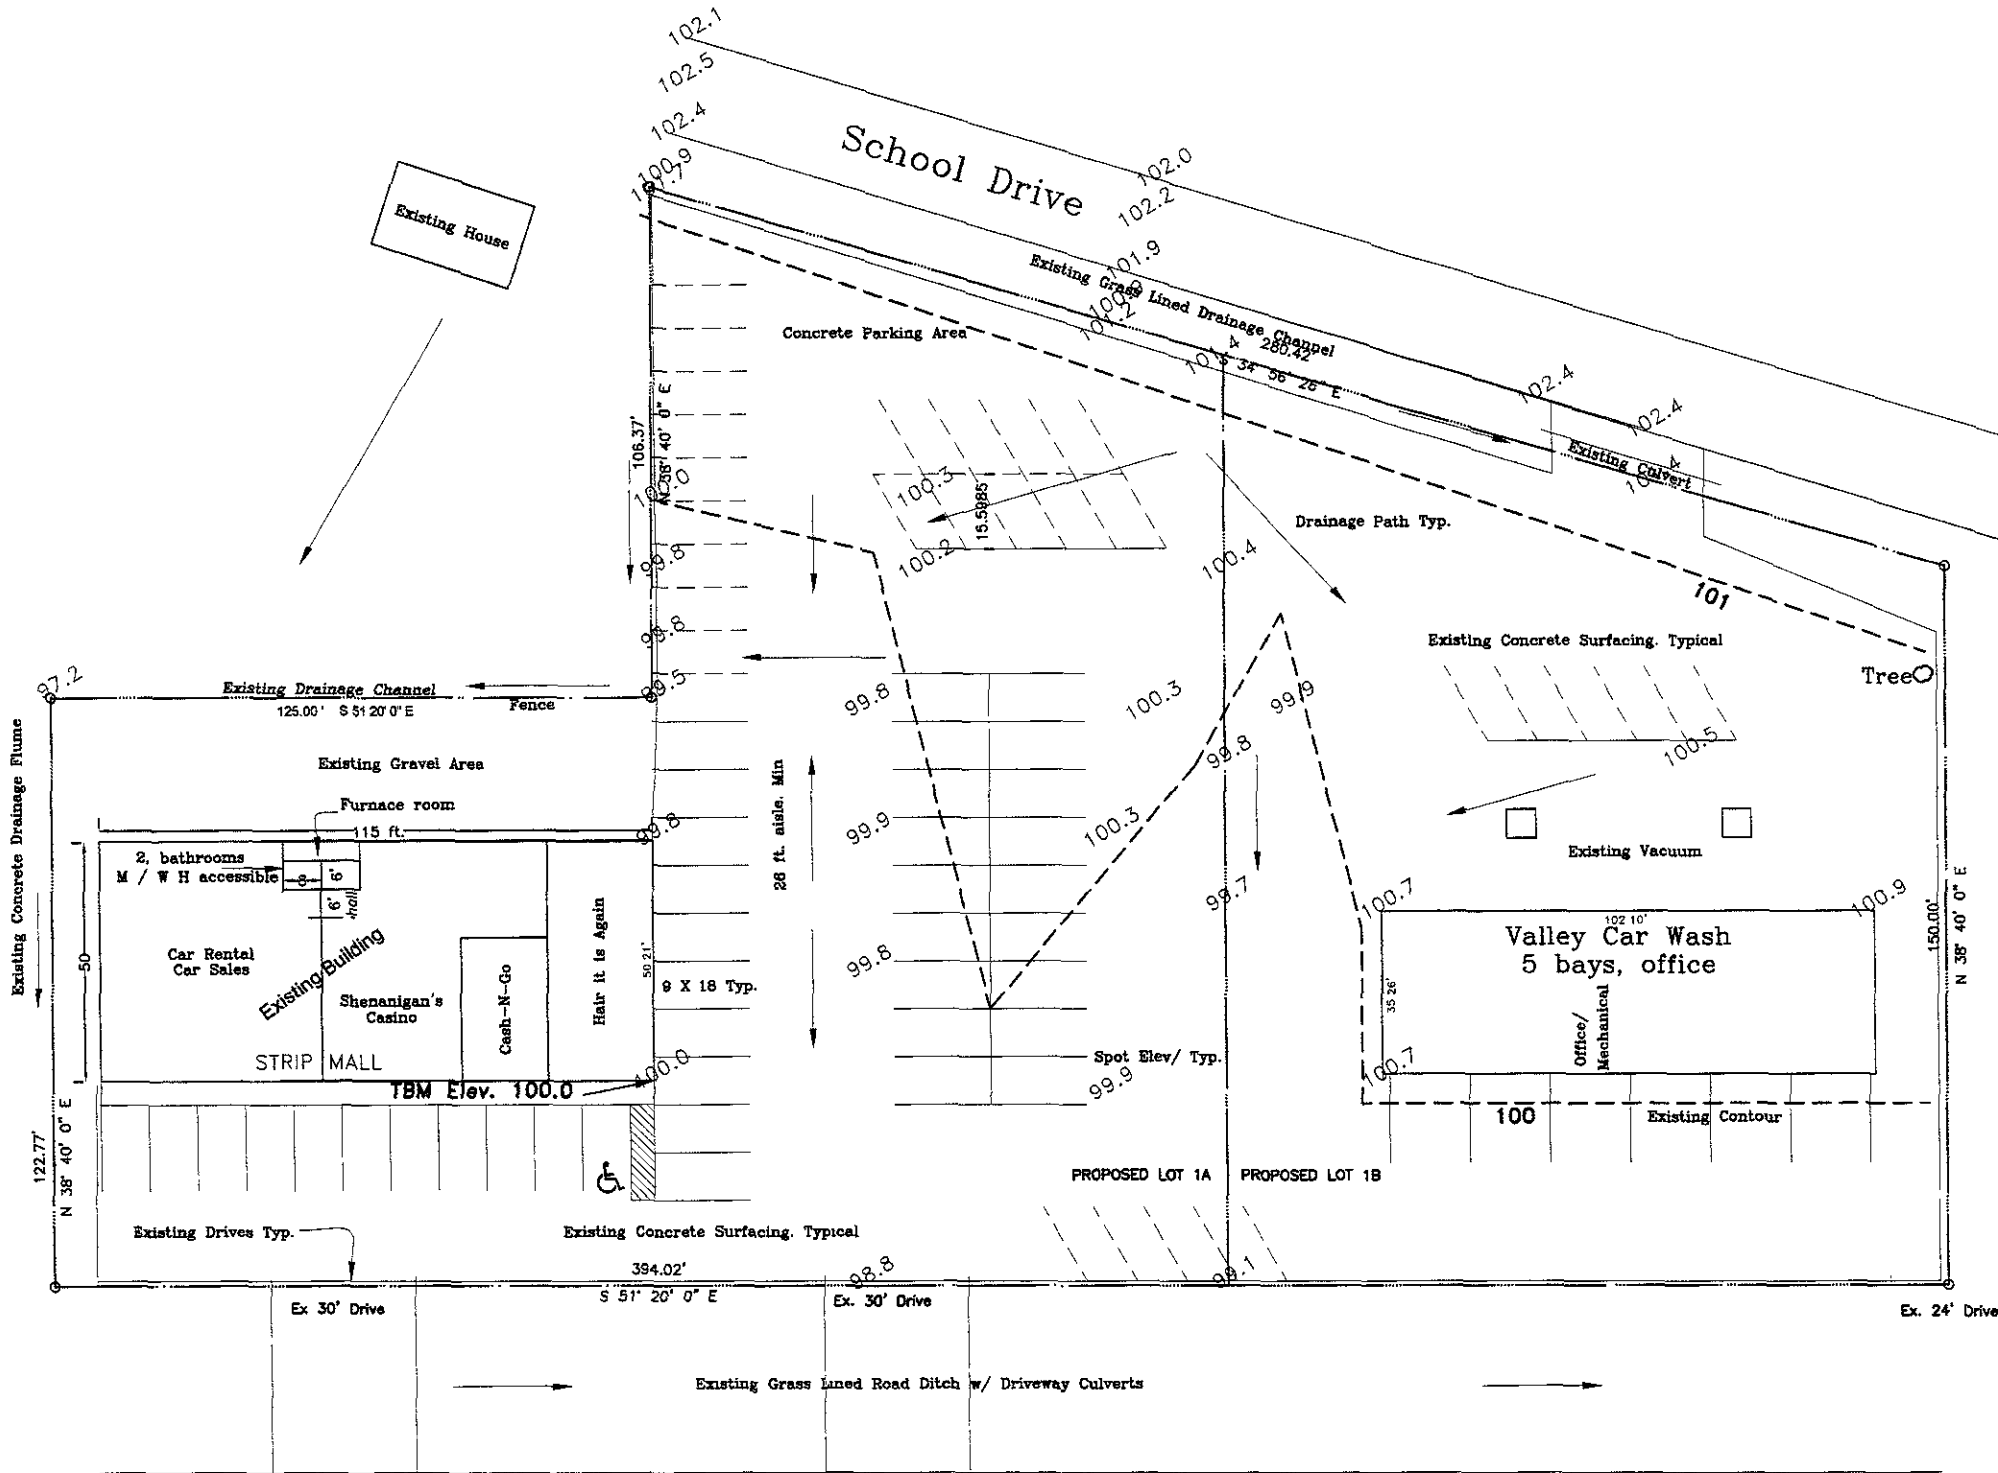 102.1
102.5
102.4
100.9
School Drive
102.0
102.2
101.9
Existing House
Existing Grass Lined Drainage Channel
101.2
280.42'
S 34 56' 26" E
Concrete Parking Area
102.4
102.4
Existing Culvert
106.37'
N 38' 40' 0" E
100.0
100.3
15.5985
100.2
Drainage Path Typ.
99.8
100.4
101
99.8
Existing Concrete Surfacing. Typical
Tree
97.2
Existing Drainage Channel
125.00' S 51 20' 0" E
Fence
99.5
99.8
100.3
99.9
99.8
100.5
Existing Concrete Drainage Flume
Existing Gravel Area
Furnace room
115 ft.
99.8
26 ft. aisle. Min
99.9
100.3
Existing Vacuum
2, bathrooms
M / W H accessible
8
6'
6'
hall
50
Car Rental
Car Sales
Existing Building
Shenanigan's
Casino
Cash-N-Go
Hair it is Again
50 21'
9 X 18 Typ.
99.8
99.7
100.7
100.9
102 10'
Valley Car Wash
5 bays, office
35 26'
Office/
Mechanical
150.00'
N 38' 40' 0" E
STRIP MALL
100.0
TBM Elev. 100.0
Spot Elev/ Typ.
99.9
100.7
100
Existing Contour
122.77'
N 38' 40' 0" E
PROPOSED LOT 1A
PROPOSED LOT 1B
Existing Drives Typ.
Existing Concrete Surfacing. Typical
394.02'
S 51' 20' 0" E
98.8
99.1
Ex 30' Drive
Ex. 30' Drive
Ex. 24' Drive
Existing Grass Lined Road Ditch w/ Driveway Culverts